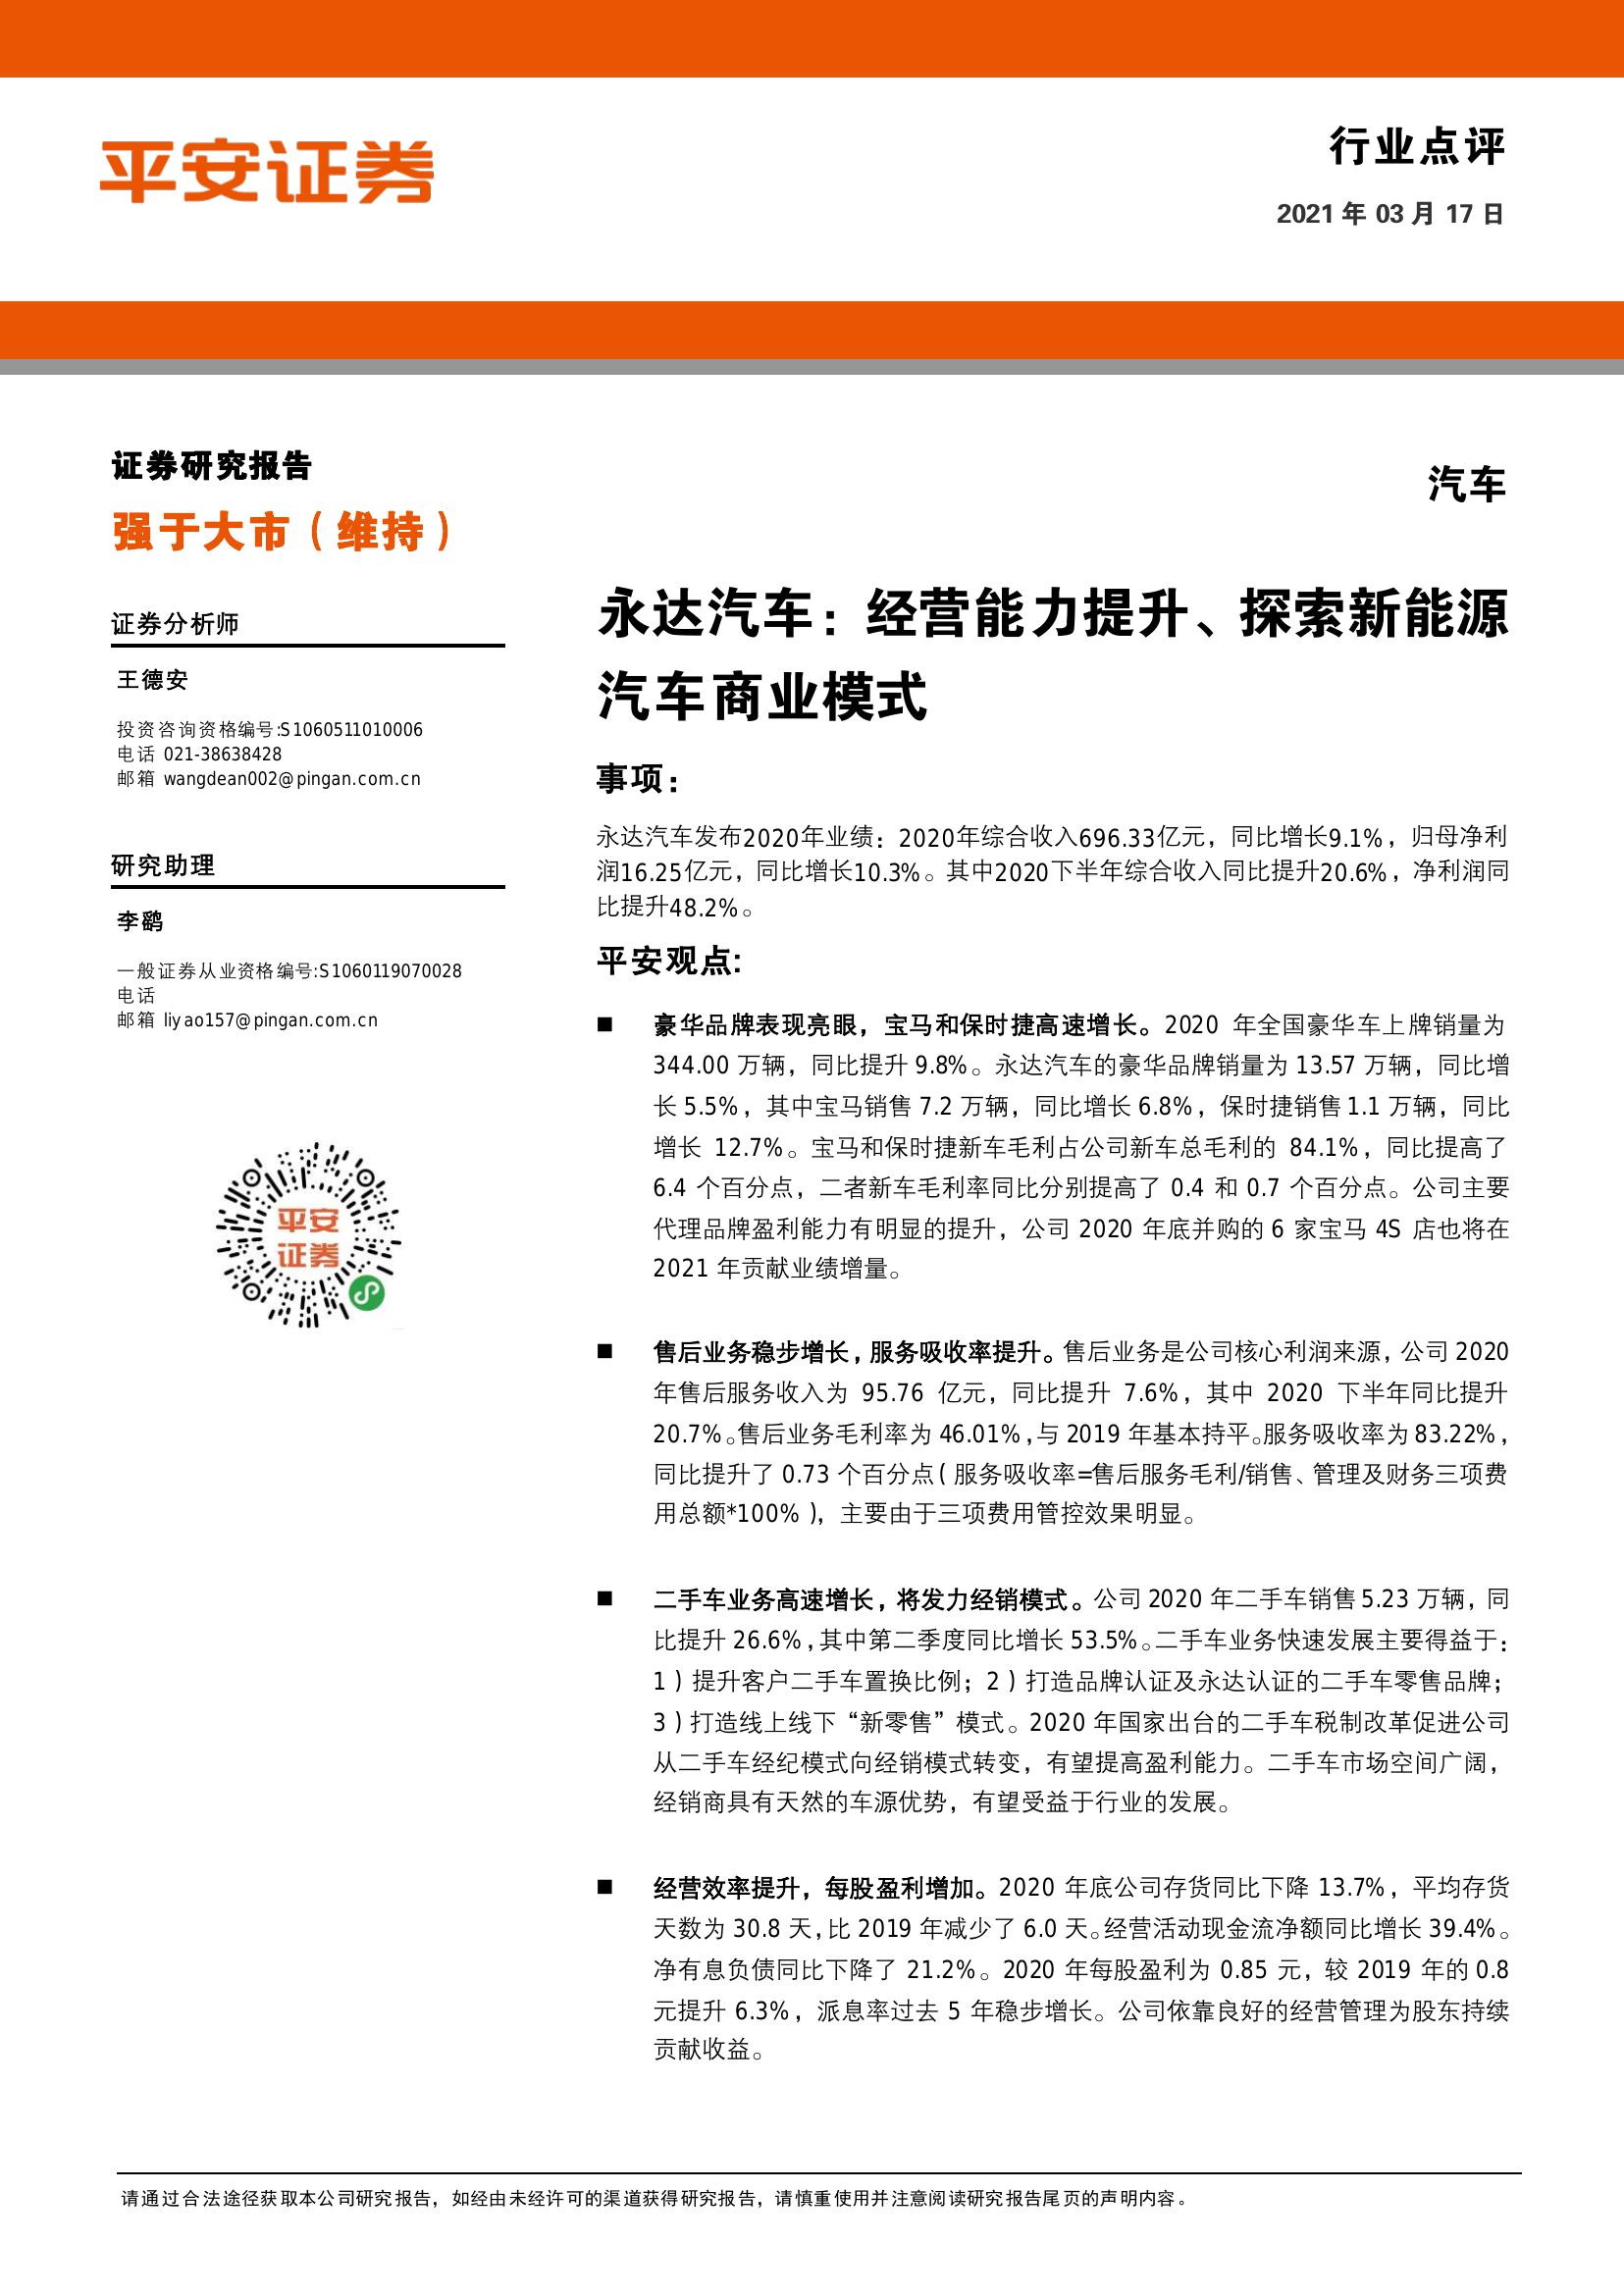 平安证券
行业点评
2021 年 03 月 17 日
证券研究报告
强于大市（维持）
证券分析师
王德安
投资咨询资格编号:S1060511010006
电话 021-38638428
邮箱 wangdean002@pingan.com.cn
研究助理
李鹞
一般证券从业资格编号:S1060119070028
电话
邮箱 liyao157@pingan.com.cn
平安
证券
汽车
永达汽车：经营能力提升、探索新能源
汽车商业模式
事项：
永达汽车发布2020年业绩：2020年综合收入696.33亿元，同比增长9.1%，归母净利
润16.25亿元，同比增长10.3%。其中2020下半年综合收入同比提升20.6%，净利润同
比提升48.2%。
平安观点:
■ 豪华品牌表现亮眼，宝马和保时捷高速增长。2020 年全国豪华车上牌销量为
344.00 万辆，同比提升 9.8%。永达汽车的豪华品牌销量为 13.57 万辆，同比增
长 5.5%，其中宝马销售 7.2 万辆，同比增长 6.8%，保时捷销售 1.1 万辆，同比
增长 12.7%。宝马和保时捷新车毛利占公司新车总毛利的 84.1%，同比提高了
6.4 个百分点，二者新车毛利率同比分别提高了 0.4 和 0.7 个百分点。公司主要
代理品牌盈利能力有明显的提升，公司 2020 年底并购的 6 家宝马 4S 店也将在
2021 年贡献业绩增量。
■ 售后业务稳步增长，服务吸收率提升。售后业务是公司核心利润来源，公司 2020
年售后服务收入为 95.76 亿元，同比提升 7.6%，其中 2020 下半年同比提升
20.7%。售后业务毛利率为 46.01%，与 2019 年基本持平。服务吸收率为 83.22%，
同比提升了 0.73 个百分点（服务吸收率=售后服务毛利/销售、管理及财务三项费
用总额*100%），主要由于三项费用管控效果明显。
■ 二手车业务高速增长，将发力经销模式。公司 2020 年二手车销售 5.23 万辆，同
比提升 26.6%，其中第二季度同比增长 53.5%。二手车业务快速发展主要得益于：
1）提升客户二手车置换比例；2）打造品牌认证及永达认证的二手车零售品牌；
3）打造线上线下“新零售”模式。2020 年国家出台的二手车税制改革促进公司
从二手车经纪模式向经销模式转变，有望提高盈利能力。二手车市场空间广阔，
经销商具有天然的车源优势，有望受益于行业的发展。
■ 经营效率提升，每股盈利增加。2020 年底公司存货同比下降 13.7%，平均存货
天数为 30.8 天，比 2019 年减少了 6.0 天。经营活动现金流净额同比增长 39.4%。
净有息负债同比下降了 21.2%。2020 年每股盈利为 0.85 元，较 2019 年的 0.8
元提升 6.3%，派息率过去 5 年稳步增长。公司依靠良好的经营管理为股东持续
贡献收益。
请通过合法途径获取本公司研究报告，如经由未经许可的渠道获得研究报告，请慎重使用并注意阅读研究报告尾页的声明内容。